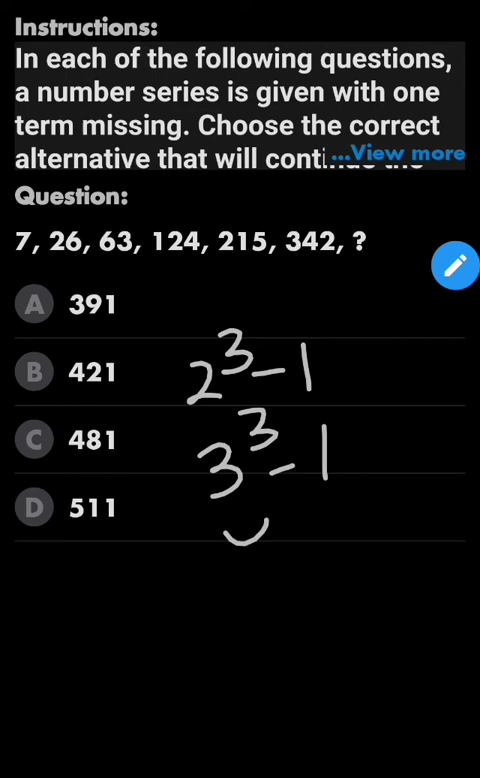 Instructions:
In each of the following questions,
a number series is given with one
term missing. Choose the correct
alternative that will continue the ...View more
Question:
7, 26, 63, 124, 215, 342, ?
A 391
B 421
C 481
D 511
2³-1
3³-1